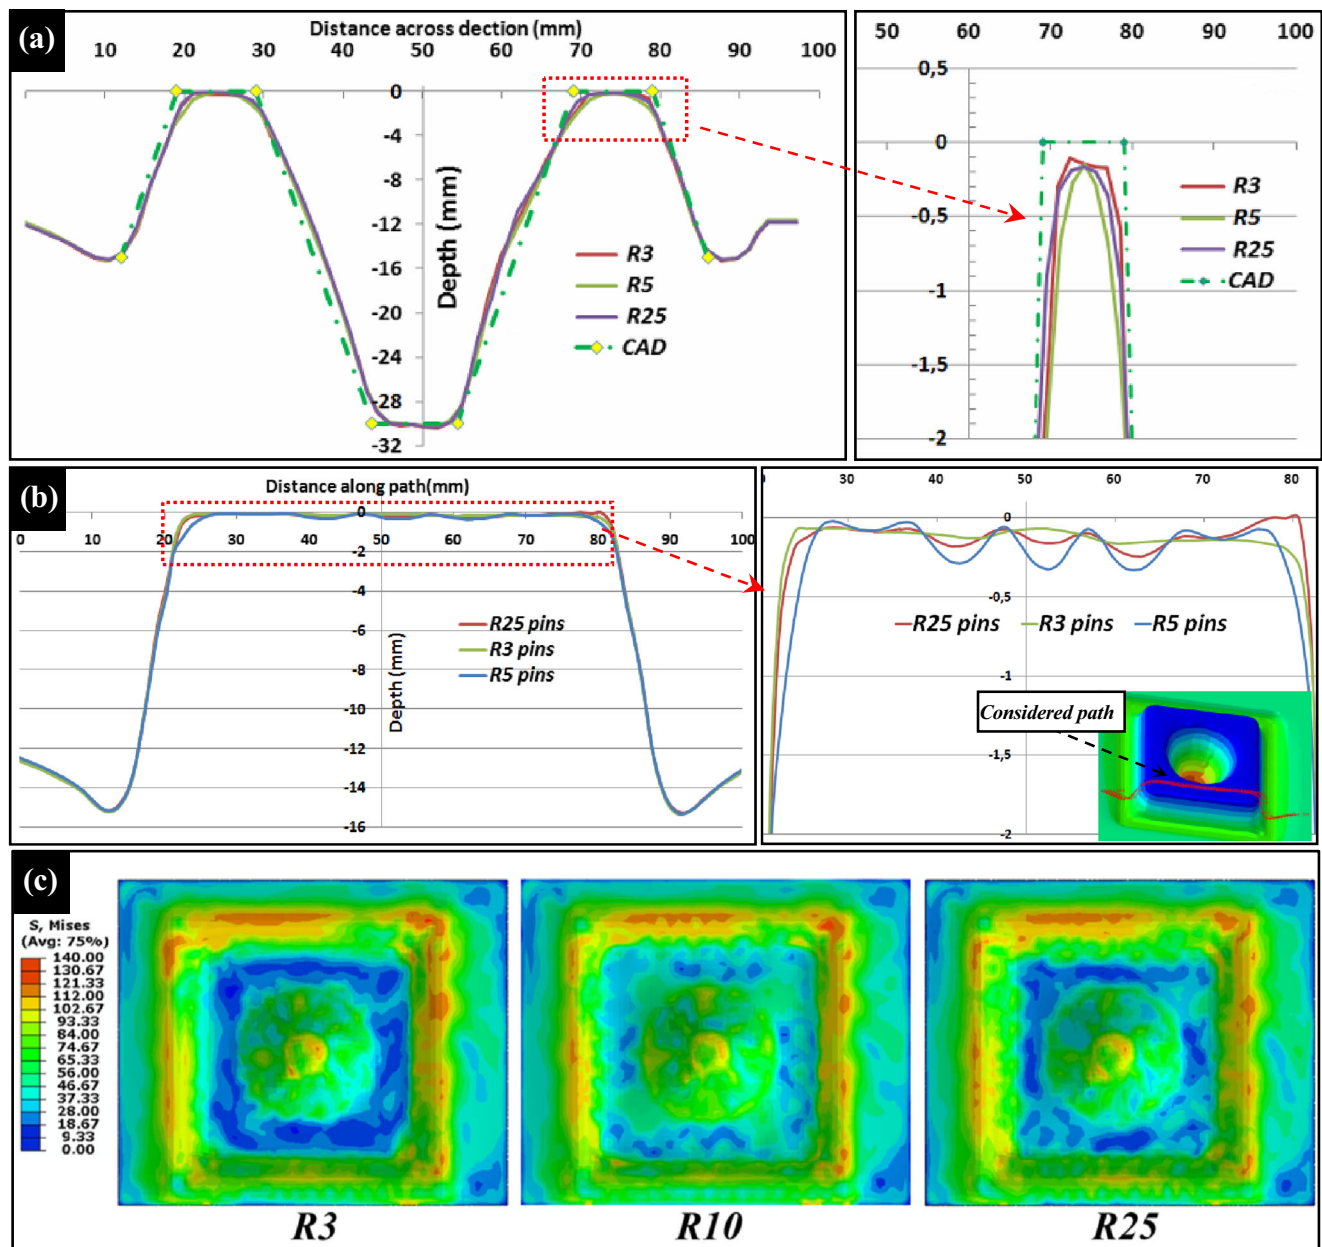 (a)
Distance across dection (mm)
10 20 30 40 50 60 70 80 90 100
0
-4
-8
-12
-16
-20
-24
-28
-32
Depth (mm)
R3
R5
R25
CAD
50 60 70 80 90 100
0,5
0
-0,5
-1
-1,5
-2
R3
R5
R25
CAD
(b)
Distance along path(mm)
0 10 20 30 40 50 60 70 80 90 100
0
-2
-4
-6
-8
-10
-12
-14
-16
Depth (mm)
R25 pins
R3 pins
R5 pins
30 40 50 60 70 80
0
-0,5
-1
-1,5
-2
R25 pins R3 pins R5 pins
Considered path
(c)
S, Mises
(Avg: 75%)
140.00
130.67
121.33
112.00
102.67
93.33
84.00
74.67
65.33
56.00
46.67
37.33
28.00
18.67
9.33
0.00
R3 R10 R25